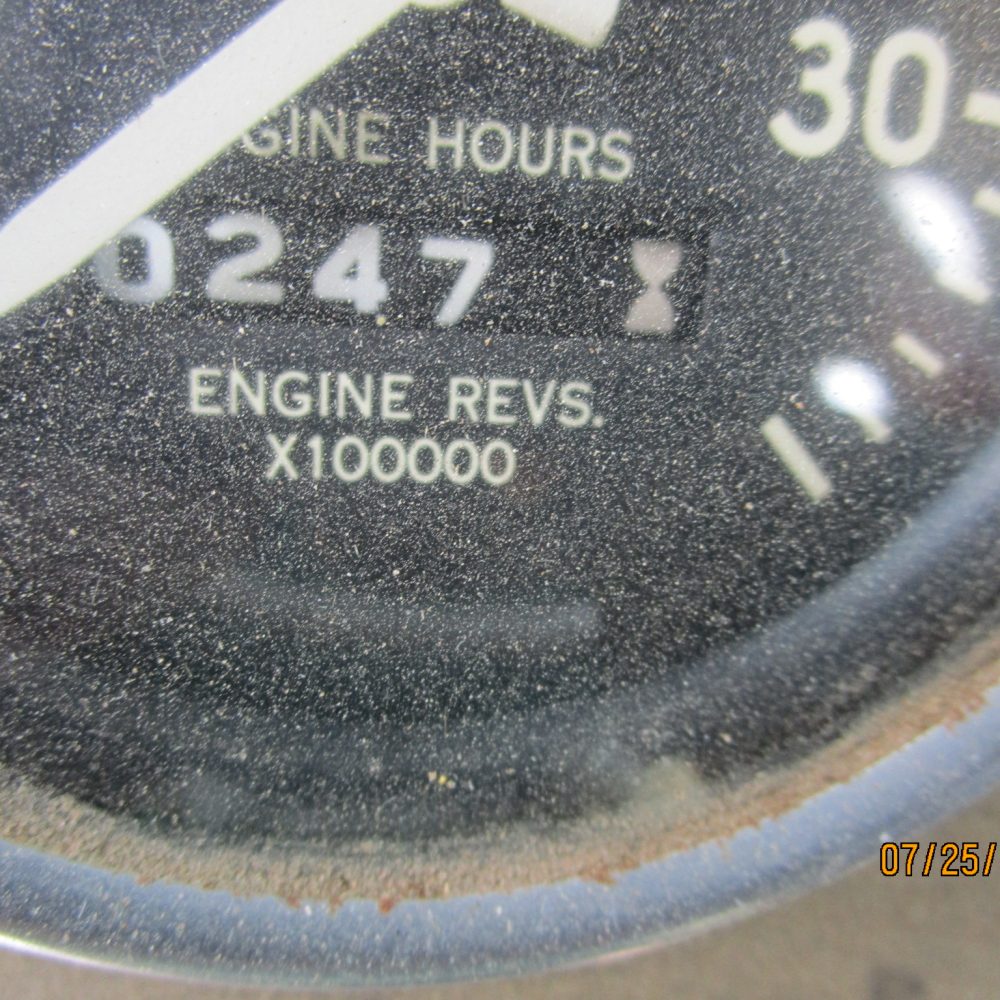 30
GINE HOURS
0247
ENGINE REVS.
X100000
07/25/